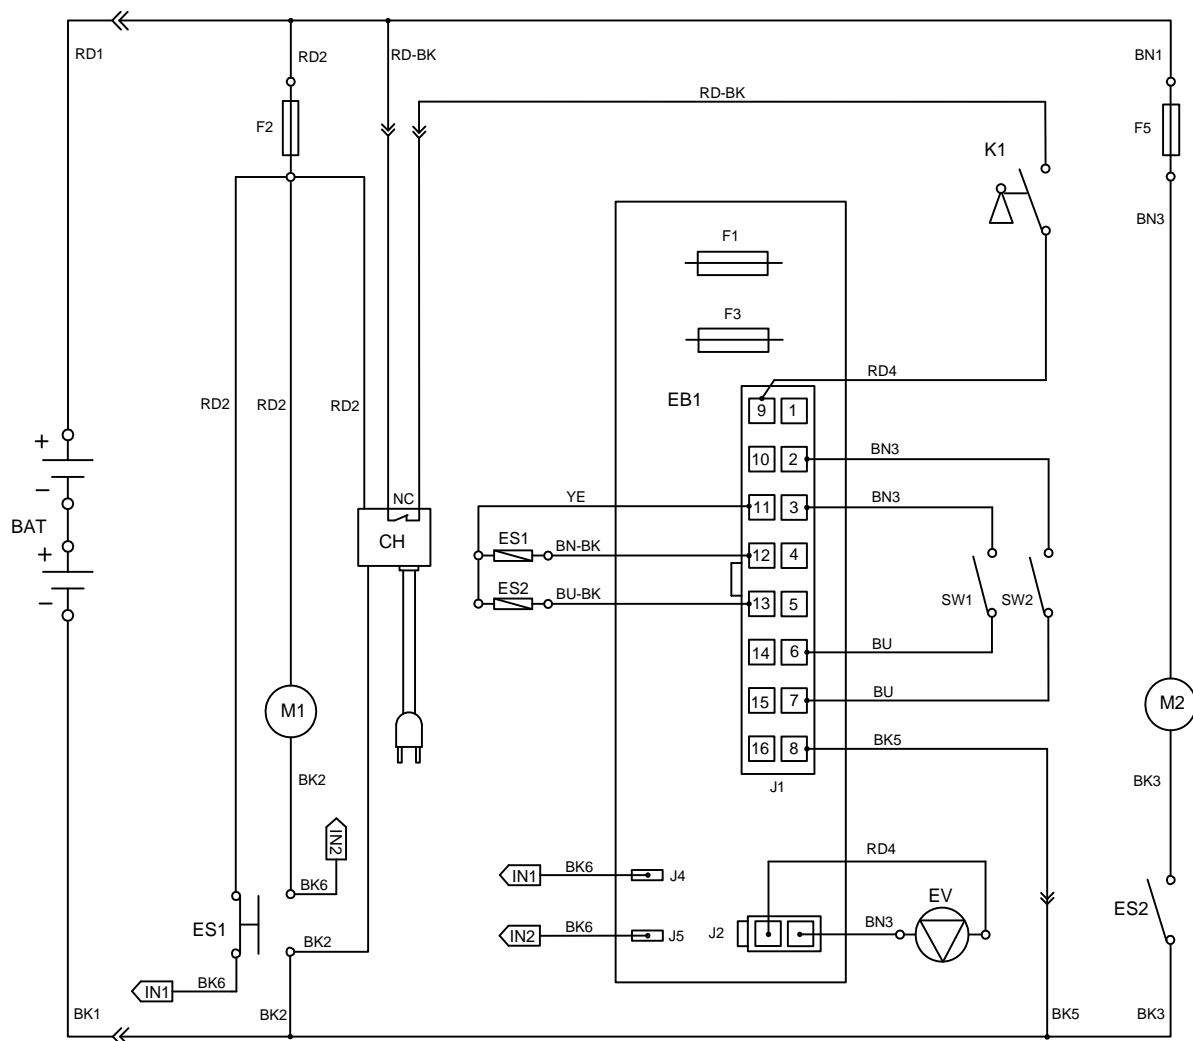 RD1
RD2
RD-BK
BN1
RD-BK
F2
F5
K1
BN3
F1
F3
RD4
EB1
RD2
RD2
RD2
9 1
+
BN3
10 2
−
NC
YE
BN3
11 3
BAT
CH
ES1
BN-BK
12 4
+
ES2
BU-BK
13 5
SW1
SW2
−
BU
14 6
BU
15 7
M1
M2
BK5
16 8
BK2
J1
BK3
IN2
RD4
BK6
IN1
BK6
J4
EV
ES2
ES1
BK2
IN2
BK6
J5
J2
BN3
IN1
BK6
BK1
BK2
BK5
BK3